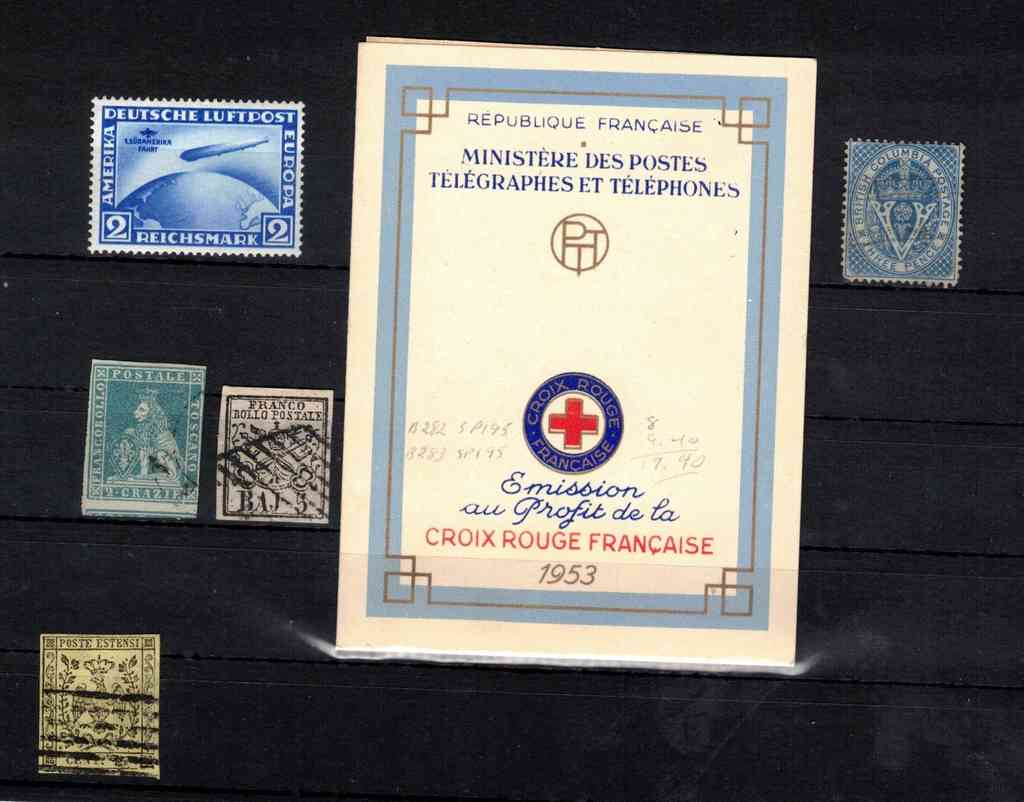 DEUTSCHE LUFTPOST
AMERIKA
EUROPA
1. SÜDAMERIKA
FAHRT
2 REICHSMARK 2
RÉPUBLIQUE FRANÇAISE
MINISTÈRE DES POSTES
TÉLÉGRAPHES ET TÉLÉPHONES
PTT
CROIX ROUGE
FRANÇAISE
B282 SP195 8
B283 SP195 9.40
17.40
Emission
au Profit de la
CROIX ROUGE FRANÇAISE
1953
BRITISH COLUMBIA POSTAGE
THREE PENCE
V
FRANCOBOLLO
POSTALE
TOSCANO
2 CRAZIE
FRANCO
BOLLO POSTALE
BAJ 5
POSTE ESTENSI